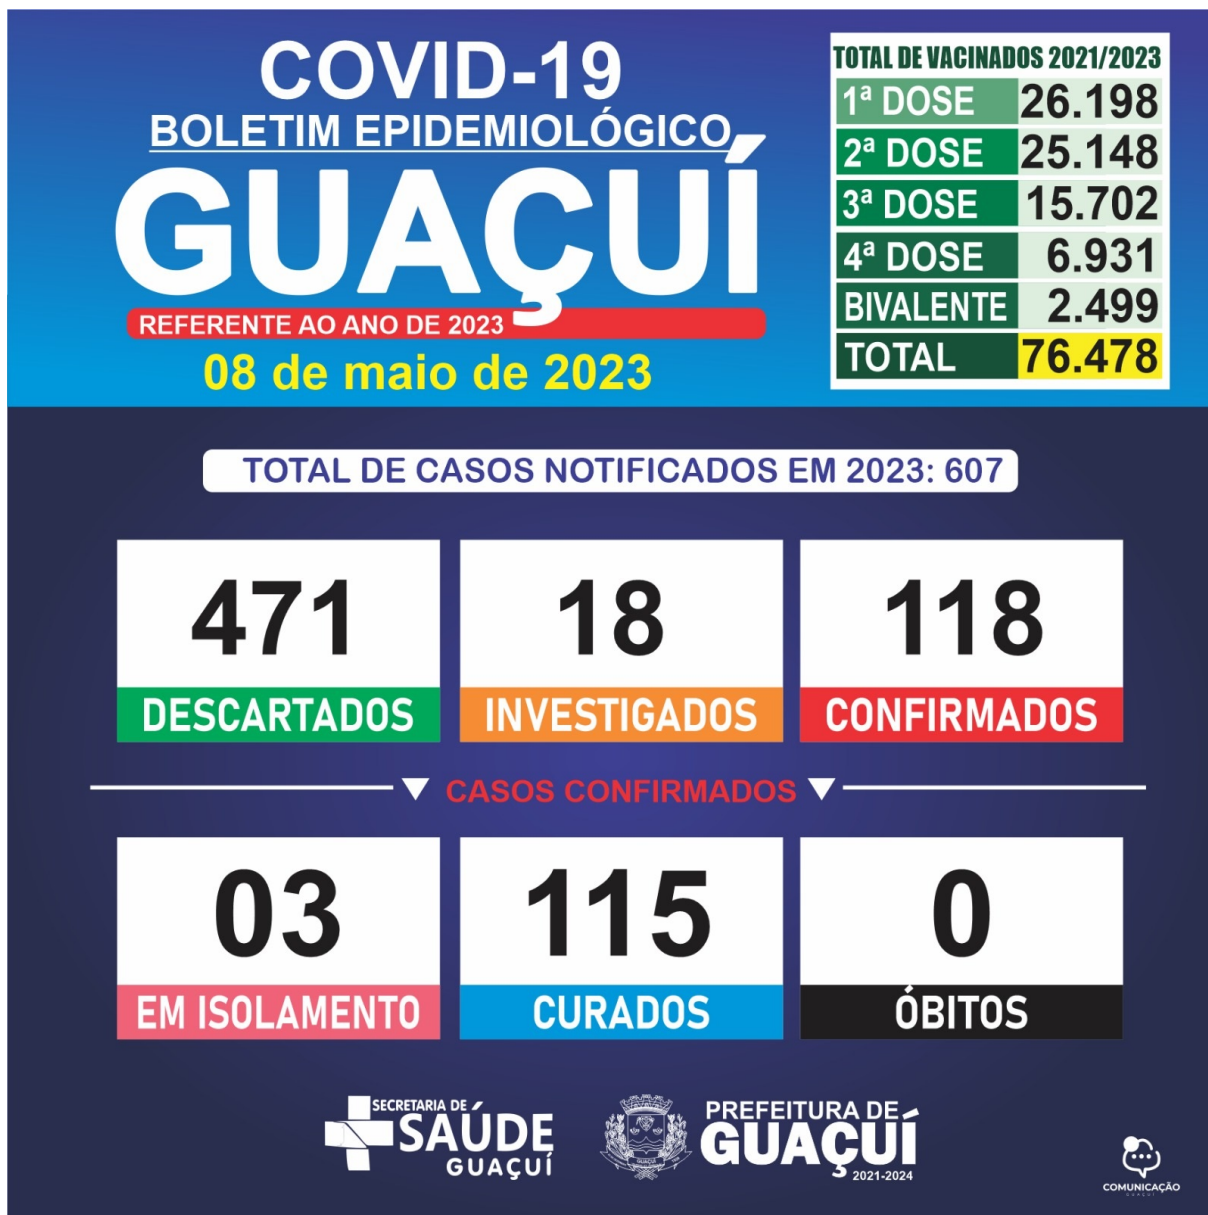 COVID-19
BOLETIM EPIDEMIOLÓGICO
GUAÇUÍ
REFERENTE AO ANO DE 2023
08 de maio de 2023
TOTAL DE VACINADOS 2021/2023
1ª DOSE 26.198
2ª DOSE 25.148
3ª DOSE 15.702
4ª DOSE 6.931
BIVALENTE 2.499
TOTAL 76.478
TOTAL DE CASOS NOTIFICADOS EM 2023: 607
471
DESCARTADOS
18
INVESTIGADOS
118
CONFIRMADOS
CASOS CONFIRMADOS
03
EM ISOLAMENTO
115
CURADOS
0
ÓBITOS
SECRETARIA DE
SAÚDE
GUAÇUÍ
GUAÇUÍ
PREFEITURA DE
GUAÇUÍ
2021-2024
COMUNICAÇÃO
GUAÇUÍ